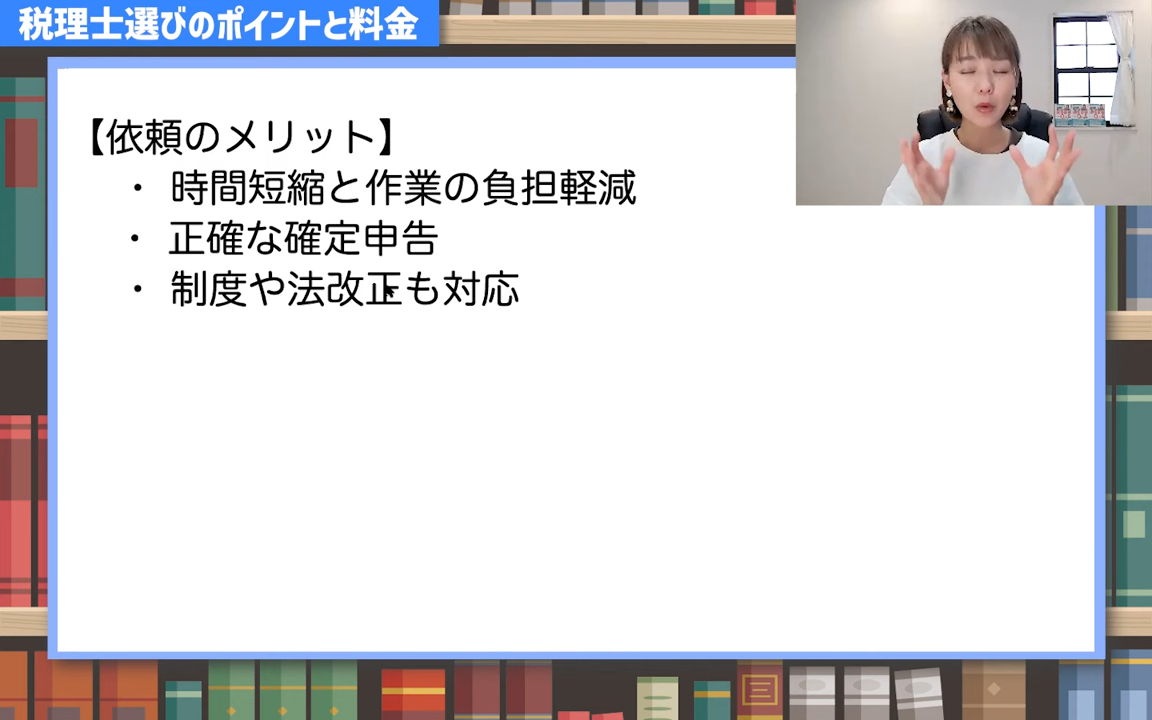 税理士選びのポイントと料金
【依頼のメリット】
・ 時間短縮と作業の負担軽減
・ 正確な確定申告
・ 制度や法改正も対応